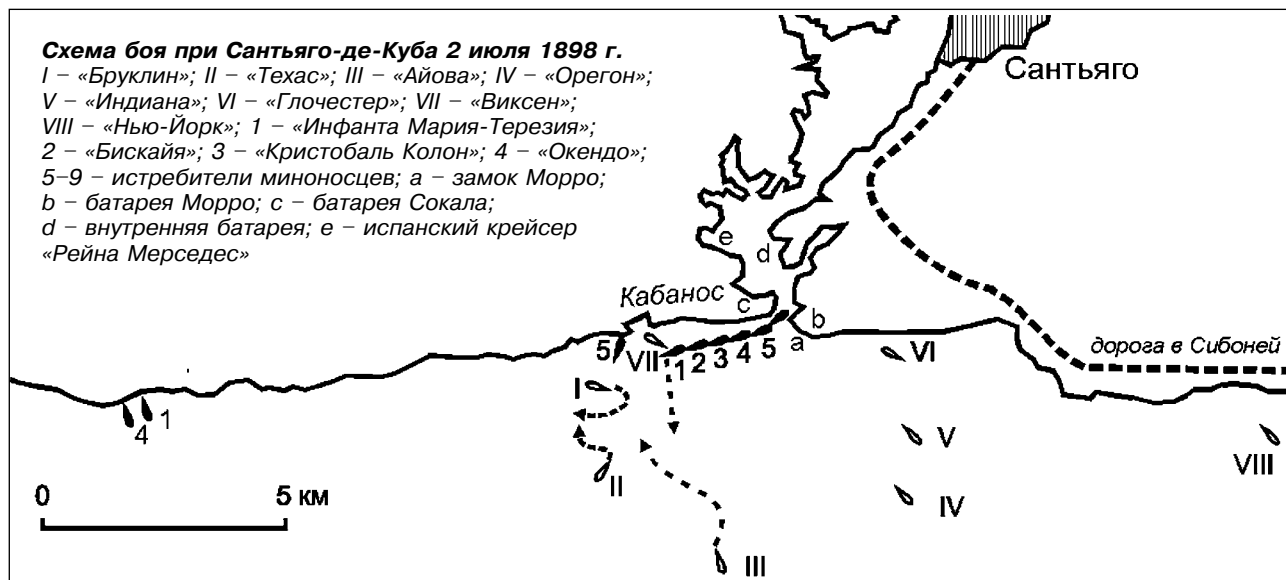 Схема боя при Сантьяго-де-Куба 2 июля 1898 г.
I – «Бруклин»; II – «Техас»; III – «Айова»; IV – «Орегон»;
V – «Индиана»; VI – «Глочестер»; VII – «Виксен»;
VIII – «Нью-Йорк»; 1 – «Инфанта Мария-Терезия»;
2 – «Бискайя»; 3 – «Кристобаль Колон»; 4 – «Окендо»;
5–9 – истребители миноносцев; a – замок Морро;
b – батарея Морро; c – батарея Сокала;
d – внутренняя батарея; e – испанский крейсер
«Рейна Мерседес»
Сантьяго
e
d
Кабанос
c
b
a
5
VII
1 2 3 4 5
VI
дорога в Сибоней
I
4
1
V
VIII
II
IV
III
0
5 км